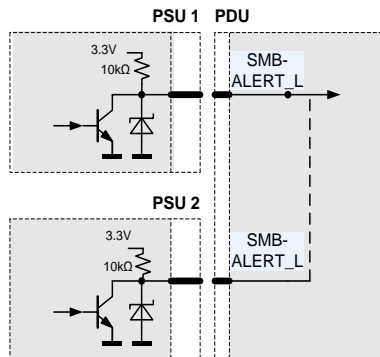 PSU 1 PDU
3.3V
10kΩ
SMB-
ALERT_L
PSU 2
3.3V
10kΩ
SMB-
ALERT_L